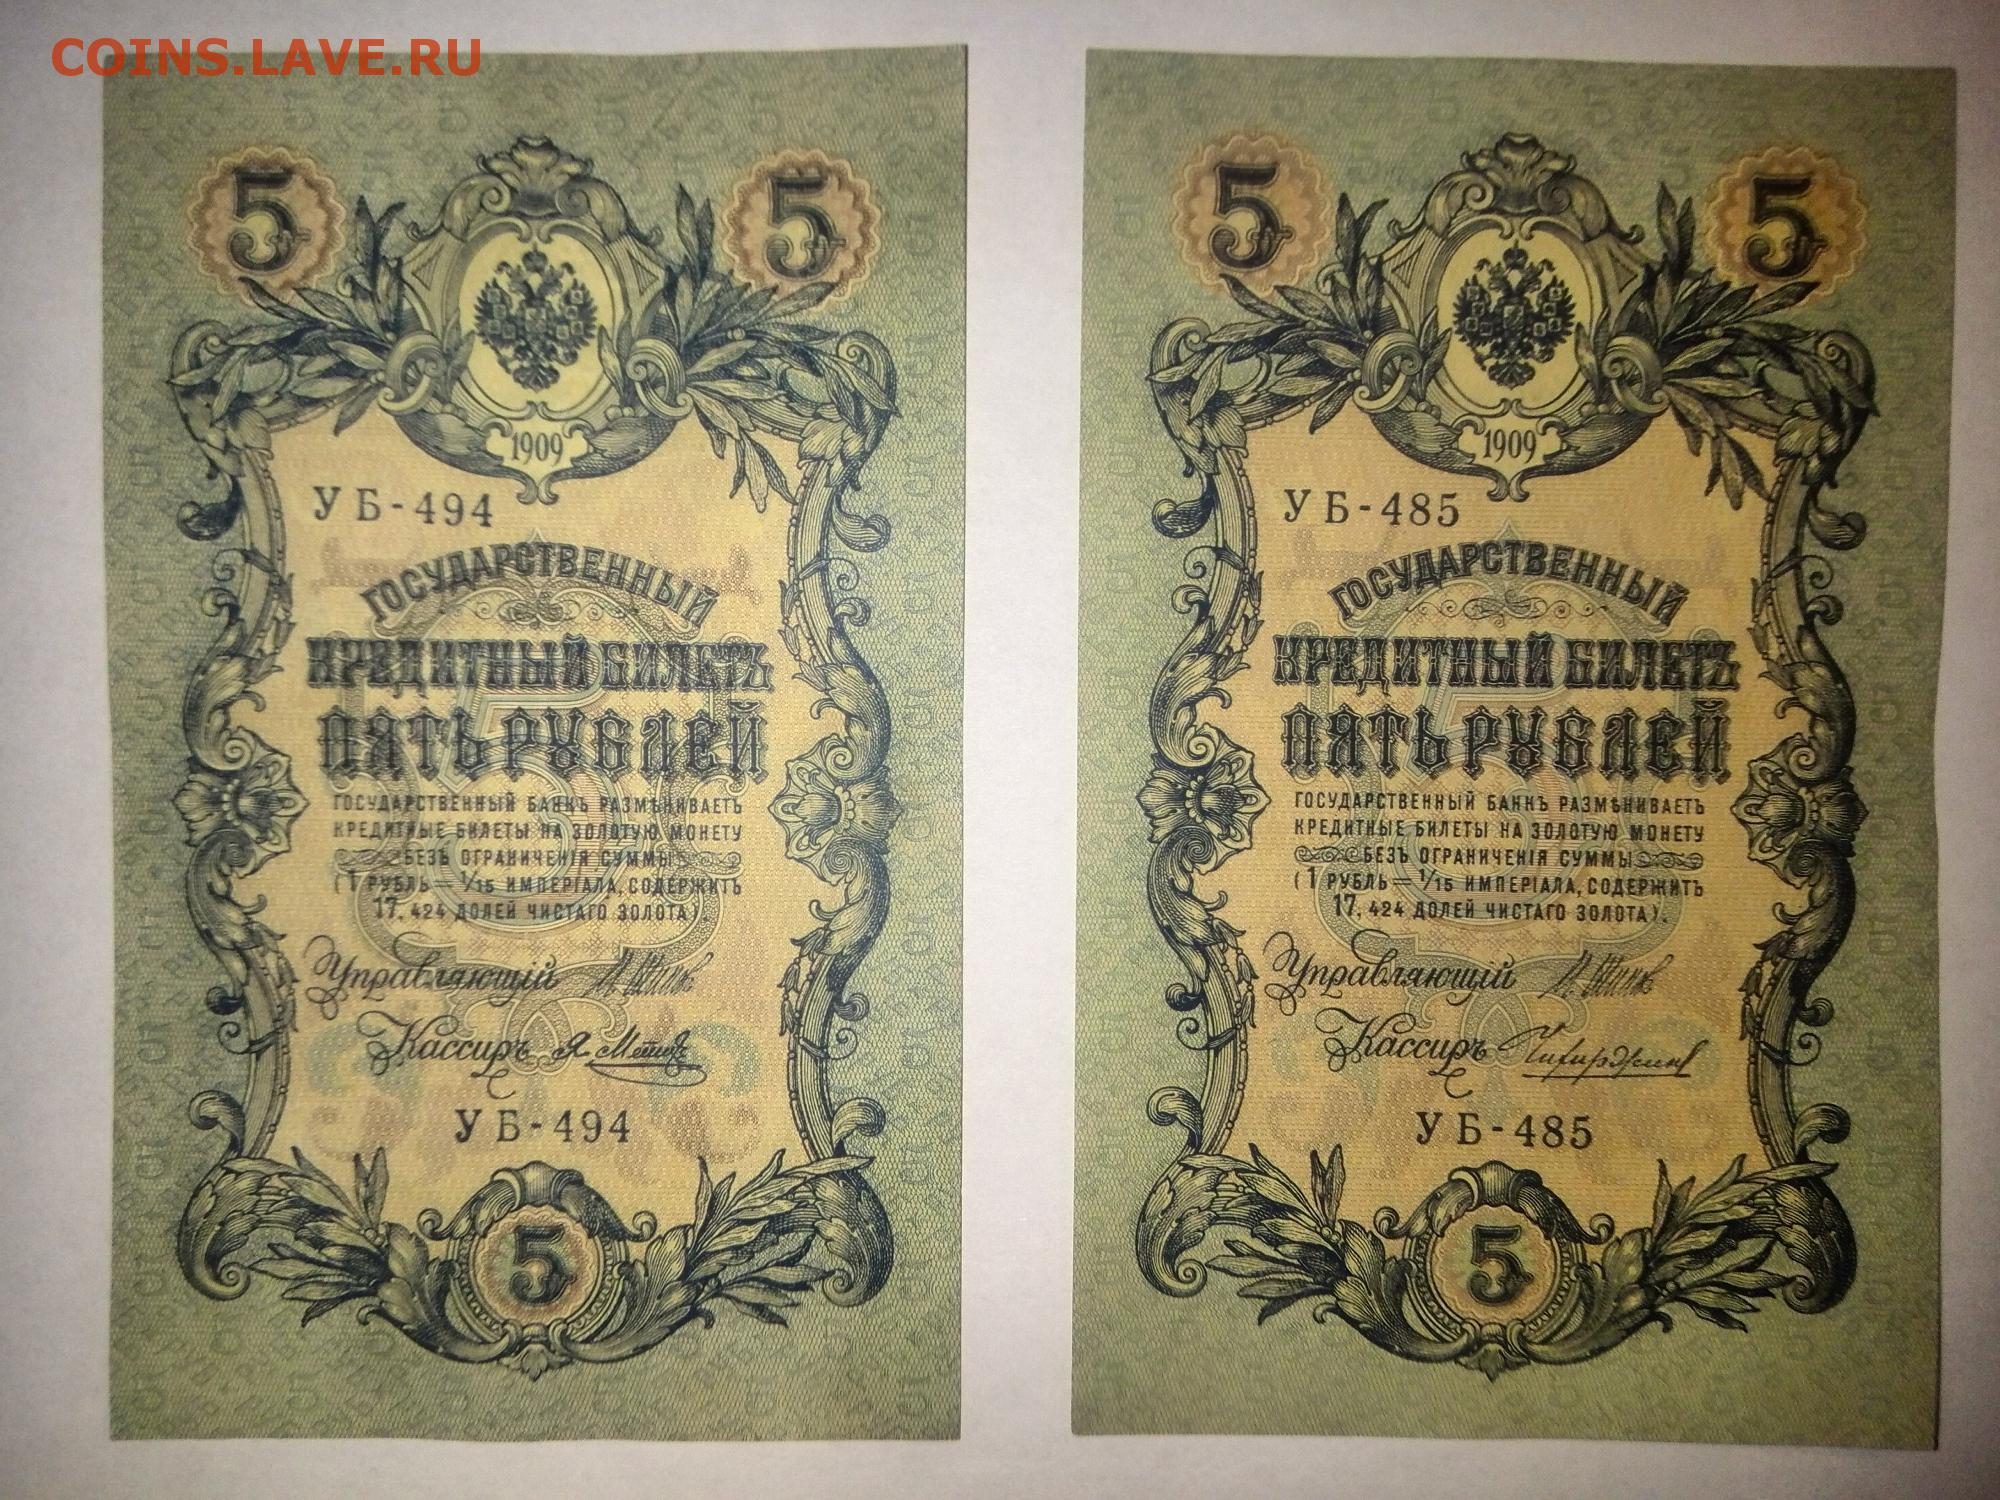 COINS.LAVE.RU
5 5
1909
УБ-494
ГОСУДАРСТВЕННЫЙ
КРЕДИТНЫЙ БИЛЕТЪ
ПЯТЬ РУБЛЕЙ
ГОСУДАРСТВЕННЫЙ БАНКЪ РАЗМѢНИВАЕТЪ
КРЕДИТНЫЕ БИЛЕТЫ НА ЗОЛОТУЮ МОНЕТУ
БЕЗЪ ОГРАНИЧЕНІЯ СУММЫ
(1 РУБЛЬ = 1/15 ИМПЕРІАЛА, СОДЕРЖИТЪ
17,424 ДОЛЕЙ ЧИСТАГО ЗОЛОТА).
Управляющій
Кассиръ
УБ-494
5
5 5
1909
УБ-485
ГОСУДАРСТВЕННЫЙ
КРЕДИТНЫЙ БИЛЕТЪ
ПЯТЬ РУБЛЕЙ
ГОСУДАРСТВЕННЫЙ БАНКЪ РАЗМѢНИВАЕТЪ
КРЕДИТНЫЕ БИЛЕТЫ НА ЗОЛОТУЮ МОНЕТУ
БЕЗЪ ОГРАНИЧЕНІЯ СУММЫ
(1 РУБЛЬ = 1/15 ИМПЕРІАЛА, СОДЕРЖИТЪ
17,424 ДОЛЕЙ ЧИСТАГО ЗОЛОТА).
Управляющій
Кассиръ
УБ-485
5